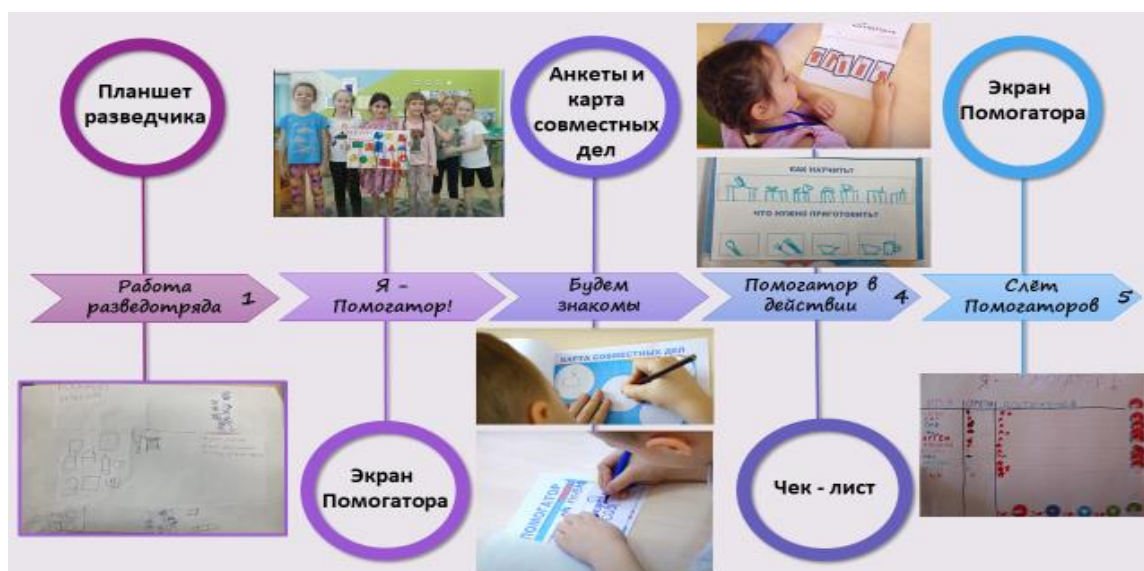 Планшет
разведчика
Анкеты и
карта
совместных
дел
Экран
Помогатора
КАК НАУЧИТЬ?
ЧТО НУЖНО ПРИГОТОВИТЬ?
Работа
разведотряда 1
Я -
Помогатор!
Будем
знакомы
Помогатор в
действии 4
Слёт
Помогаторов 5
КАРТА СОВМЕСТНЫХ ДЕЛ
ПОМОГАТОР
Экран
Помогатора
Чек - лист